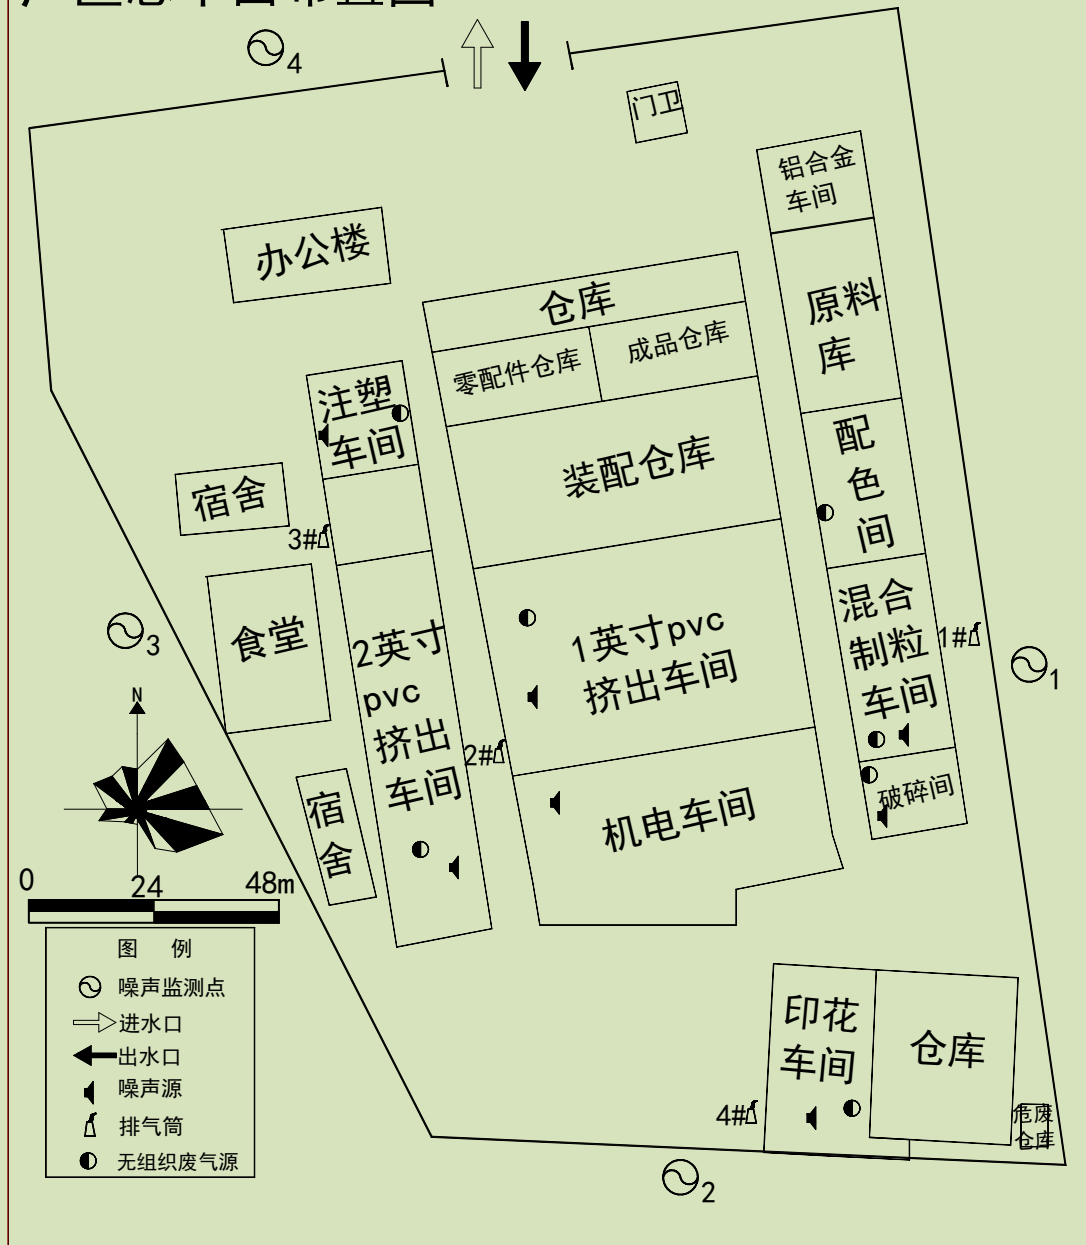 4
门卫
铝合金
车间
办公楼
仓库
原料
库
零配件仓库
成品仓库
注塑
车间
装配仓库
配
色
间
宿舍
3#
混合
制粒
车间
1#
1
食堂
3
2英寸
pvc
挤出
车间
1英寸pvc
挤出车间
2#
N
破碎间
机电车间
宿
舍
0 24 48m
图 例
噪声监测点
进水口
出水口
噪声源
排气筒
无组织废气源
印花
车间
仓库
4#
危废
仓库
2